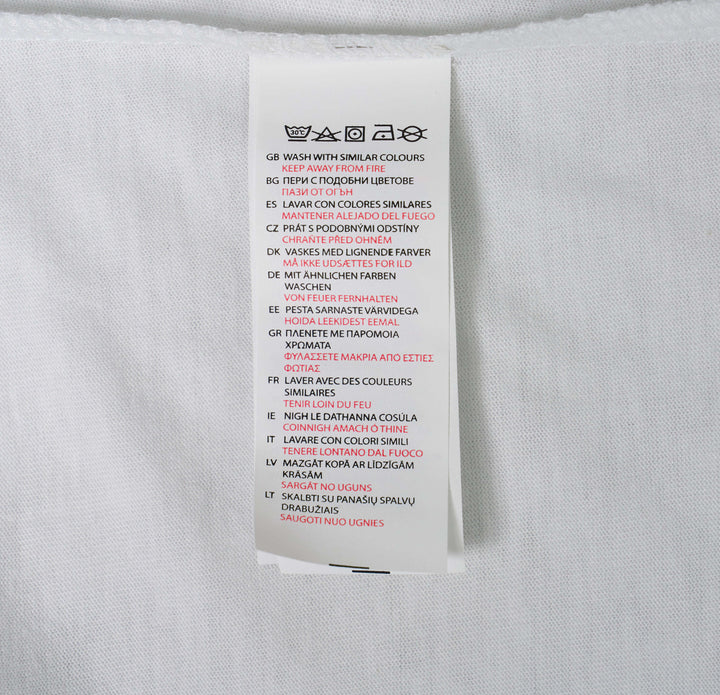 30°C
GB WASH WITH SIMILAR COLOURS
KEEP AWAY FROM FIRE
BG ПЕРИ С ПОДОБНИ ЦВЕТОВЕ
ПАЗИ ОТ ОГЪН
ES LAVAR CON COLORES SIMILARES
MANTENER ALEJADO DEL FUEGO
CZ PRÁT S PODOBNÝMI ODSTÍNY
CHRAŇTE PŘED OHNĚM
DK VASKES MED LIGNENDE FARVER
MÅ IKKE UDSÆTTES FOR ILD
DE MIT ÄHNLICHEN FARBEN
WASCHEN
VON FEUER FERNHALTEN
EE PESTA SARNASTE VÄRVIDEGA
HOIDA LEEKIDEST EEMAL
GR ΠΛΕΝΕΤΕ ΜΕ ΠΑΡΟΜΟΙΑ
ΧΡΩΜΑΤΑ
ΦΥΛΑΣΣΕΤΕ ΜΑΚΡΙΑ ΑΠΟ ΕΣΤΙΕΣ
ΦΩΤΙΑΣ
FR LAVER AVEC DES COULEURS
SIMILAIRES
TENIR LOIN DU FEU
IE NIGH LE DATHANNA COSÚLA
COINNIGH AMACH Ó THINE
IT LAVARE CON COLORI SIMILI
TENERE LONTANO DAL FUOCO
LV MAZGĀT KOPĀ AR LĪDZĪGĀM
KRĀSĀM
SARGĀT NO UGUNS
LT SKALBTI SU PANAŠIŲ SPALVŲ
DRABUŽIAIS
SAUGOTI NUO UGNIES